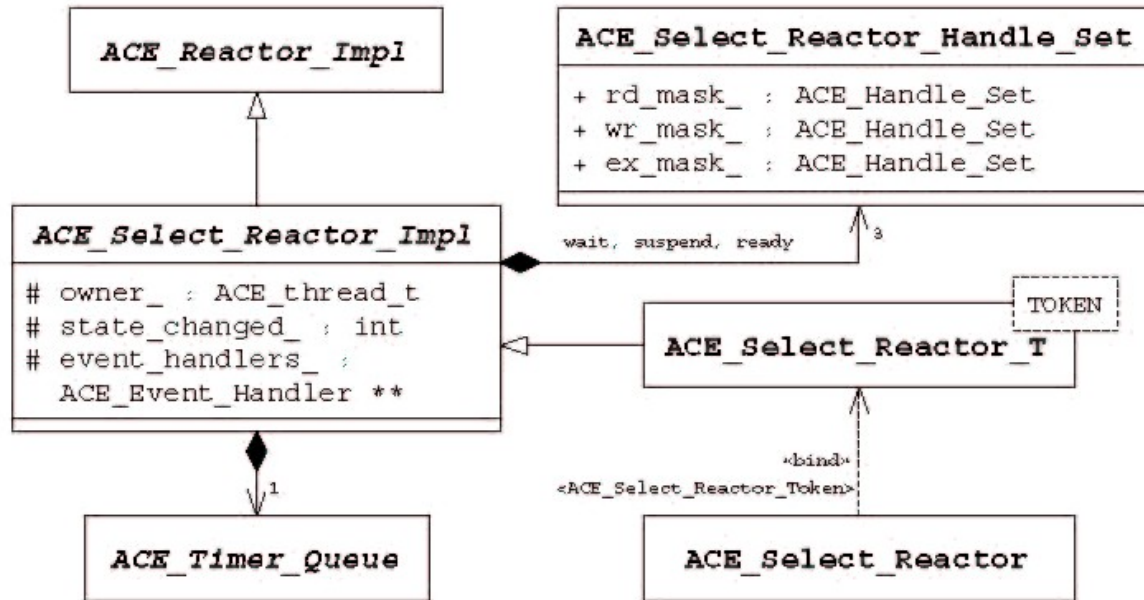 ACE_Reactor_Impl
ACE_Select_Reactor_Handle_Set
+ rd_mask_ : ACE_Handle_Set
+ wr_mask_ : ACE_Handle_Set
+ ex_mask_ : ACE_Handle_Set
ACE_Select_Reactor_Impl
wait, suspend, ready
3
# owner_ : ACE_thread_t
# state_changed_ : int
# event_handlers_ :
ACE_Event_Handler **
TOKEN
ACE_Select_Reactor_T
«bind»
<ACE_Select_Reactor_Token>
1
ACE_Timer_Queue
ACE_Select_Reactor